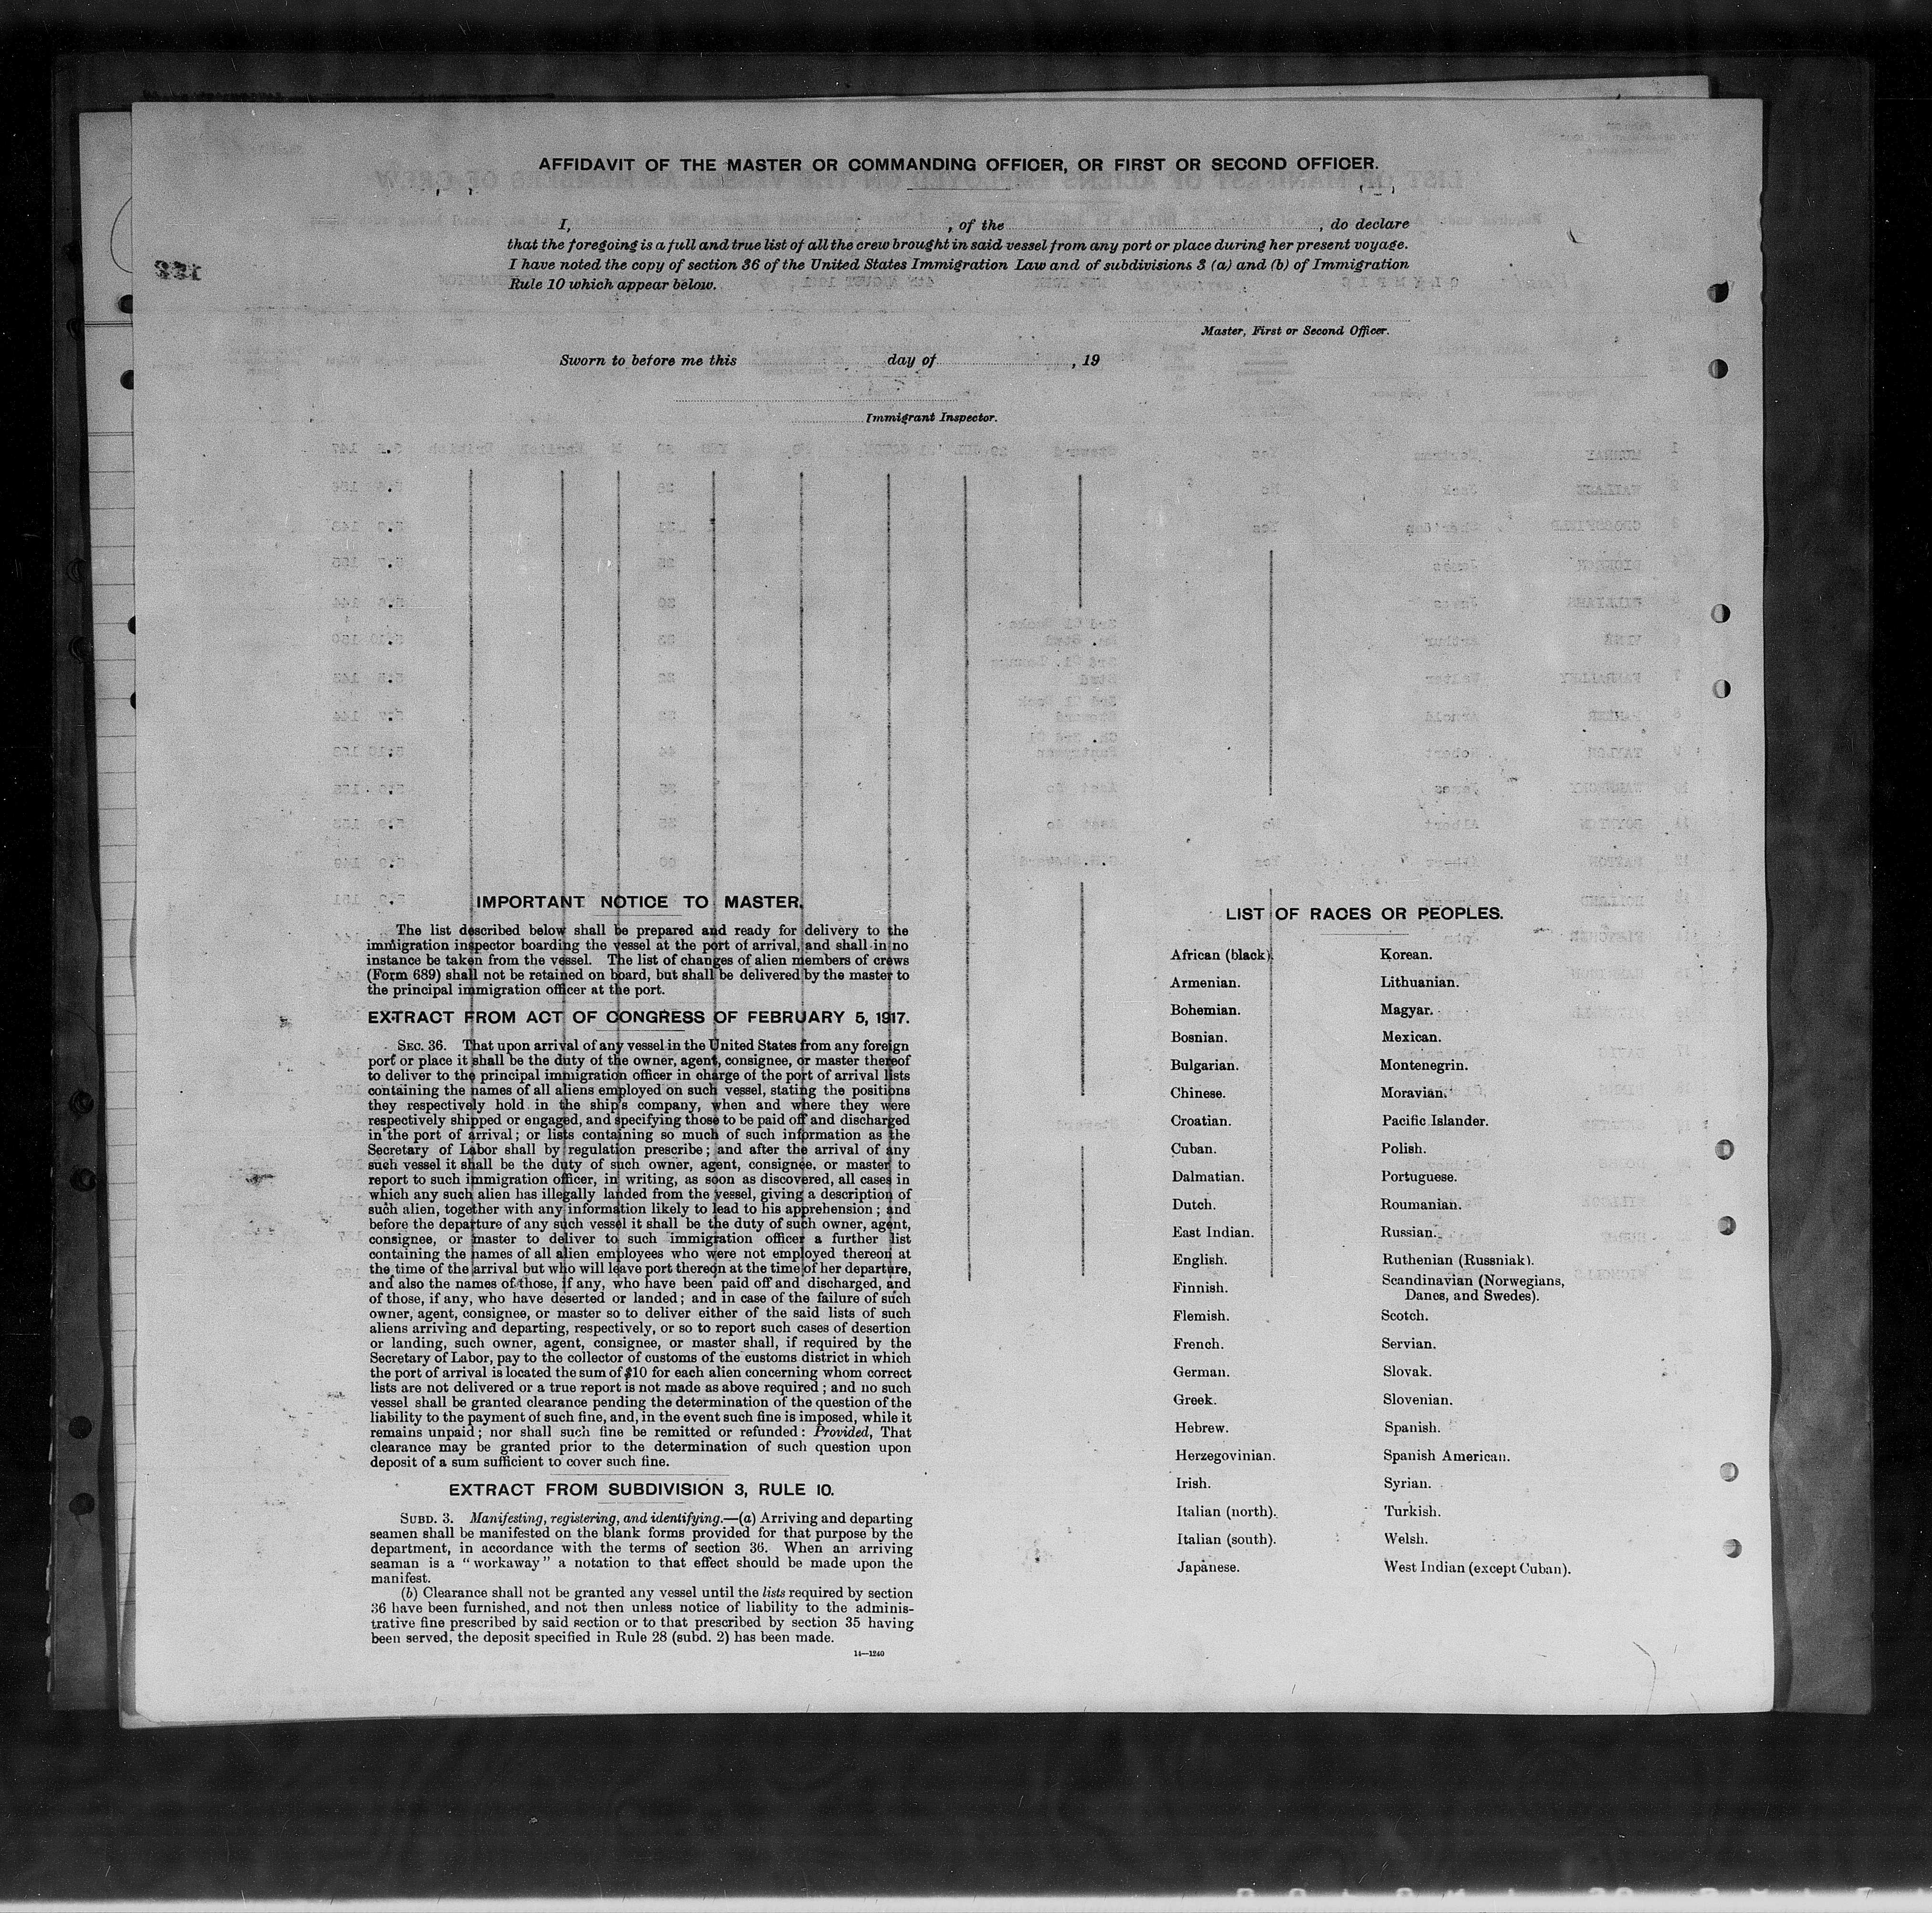 AFFIDAVIT OF THE MASTER OR COMMANDING OFFICER, OR FIRST OR SECOND OFFICER.
I, , of the , do declare
that the foregoing is a full and true list of all the crew brought in said vessel from any port or place during her present voyage.
I have noted the copy of section 36 of the United States Immigration Law and of subdivisions 3 (a) and (b) of Immigration
Rule 10 which appear below.
331
Master, First or Second Officer.
Sworn to before me this day of , 19
Immigrant Inspector.
IMPORTANT NOTICE TO MASTER.
The list described below shall be prepared and ready for delivery to the
immigration inspector boarding the vessel at the port of arrival, and shall in no
instance be taken from the vessel. The list of changes of alien members of crews
(Form 689) shall not be retained on board, but shall be delivered by the master to
the principal immigration officer at the port.
EXTRACT FROM ACT OF CONGRESS OF FEBRUARY 5, 1917.
SEC. 36. That upon arrival of any vessel in the United States from any foreign
port or place it shall be the duty of the owner, agent, consignee, or master thereof
to deliver to the principal immigration officer in charge of the port of arrival lists
containing the names of all aliens employed on such vessel, stating the positions
they respectively hold in the ship's company, when and where they were
respectively shipped or engaged, and specifying those to be paid off and discharged
in the port of arrival; or lists containing so much of such information as the
Secretary of Labor shall by regulation prescribe; and after the arrival of any
such vessel it shall be the duty of such owner, agent, consignee, or master to
report to such immigration officer, in writing, as soon as discovered, all cases in
which any such alien has illegally landed from the vessel, giving a description of
such alien, together with any information likely to lead to his apprehension; and
before the departure of any such vessel it shall be the duty of such owner, agent,
consignee, or master to deliver to such immigration officer a further list
containing the names of all alien employees who were not employed thereon at
the time of the arrival but who will leave port thereon at the time of her departure,
and also the names of those, if any, who have been paid off and discharged, and
of those, if any, who have deserted or landed; and in case of the failure of such
owner, agent, consignee, or master so to deliver either of the said lists of such
aliens arriving and departing, respectively, or so to report such cases of desertion
or landing, such owner, agent, consignee, or master shall, if required by the
Secretary of Labor, pay to the collector of customs of the customs district in which
the port of arrival is located the sum of $10 for each alien concerning whom correct
lists are not delivered or a true report is not made as above required; and no such
vessel shall be granted clearance pending the determination of the question of the
liability to the payment of such fine, and, in the event such fine is imposed, while it
remains unpaid; nor shall such fine be remitted or refunded: Provided, That
clearance may be granted prior to the determination of such question upon
deposit of a sum sufficient to cover such fine.
EXTRACT FROM SUBDIVISION 3, RULE 10.
SUBD. 3. Manifesting, registering, and identifying.—(a) Arriving and departing
seamen shall be manifested on the blank forms provided for that purpose by the
department, in accordance with the terms of section 36. When an arriving
seaman is a "workaway" a notation to that effect should be made upon the
manifest.
(b) Clearance shall not be granted any vessel until the lists required by section
36 have been furnished, and not then unless notice of liability to the adminis-
trative fine prescribed by said section or to that prescribed by section 35 having
been served, the deposit specified in Rule 28 (subd. 2) has been made.
14—1240
LIST OF RACES OR PEOPLES.
African (black).
Armenian.
Bohemian.
Bosnian.
Bulgarian.
Chinese.
Croatian.
Cuban.
Dalmatian.
Dutch.
East Indian.
English.
Finnish.
Flemish.
French.
German.
Greek.
Hebrew.
Herzegovinian.
Irish.
Italian (north).
Italian (south).
Japanese.
Korean.
Lithuanian.
Magyar.
Mexican.
Montenegrin.
Moravian.
Pacific Islander.
Polish.
Portuguese.
Roumanian.
Russian.
Ruthenian (Russniak).
Scandinavian (Norwegians,
Danes, and Swedes).
Scotch.
Servian.
Slovak.
Slovenian.
Spanish.
Spanish American.
Syrian.
Turkish.
Welsh.
West Indian (except Cuban).